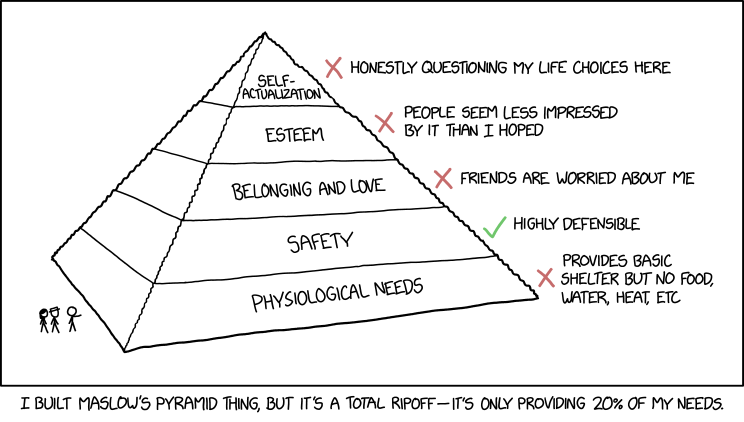 SELF-
ACTUALIZATION
HONESTLY QUESTIONING MY LIFE CHOICES HERE
ESTEEM
PEOPLE SEEM LESS IMPRESSED
BY IT THAN I HOPED
BELONGING AND LOVE
FRIENDS ARE WORRIED ABOUT ME
SAFETY
HIGHLY DEFENSIBLE
PHYSIOLOGICAL NEEDS
PROVIDES BASIC
SHELTER BUT NO FOOD,
WATER, HEAT, ETC
I BUILT MASLOW'S PYRAMID THING, BUT IT'S A TOTAL RIPOFF—IT'S ONLY PROVIDING 20% OF MY NEEDS.